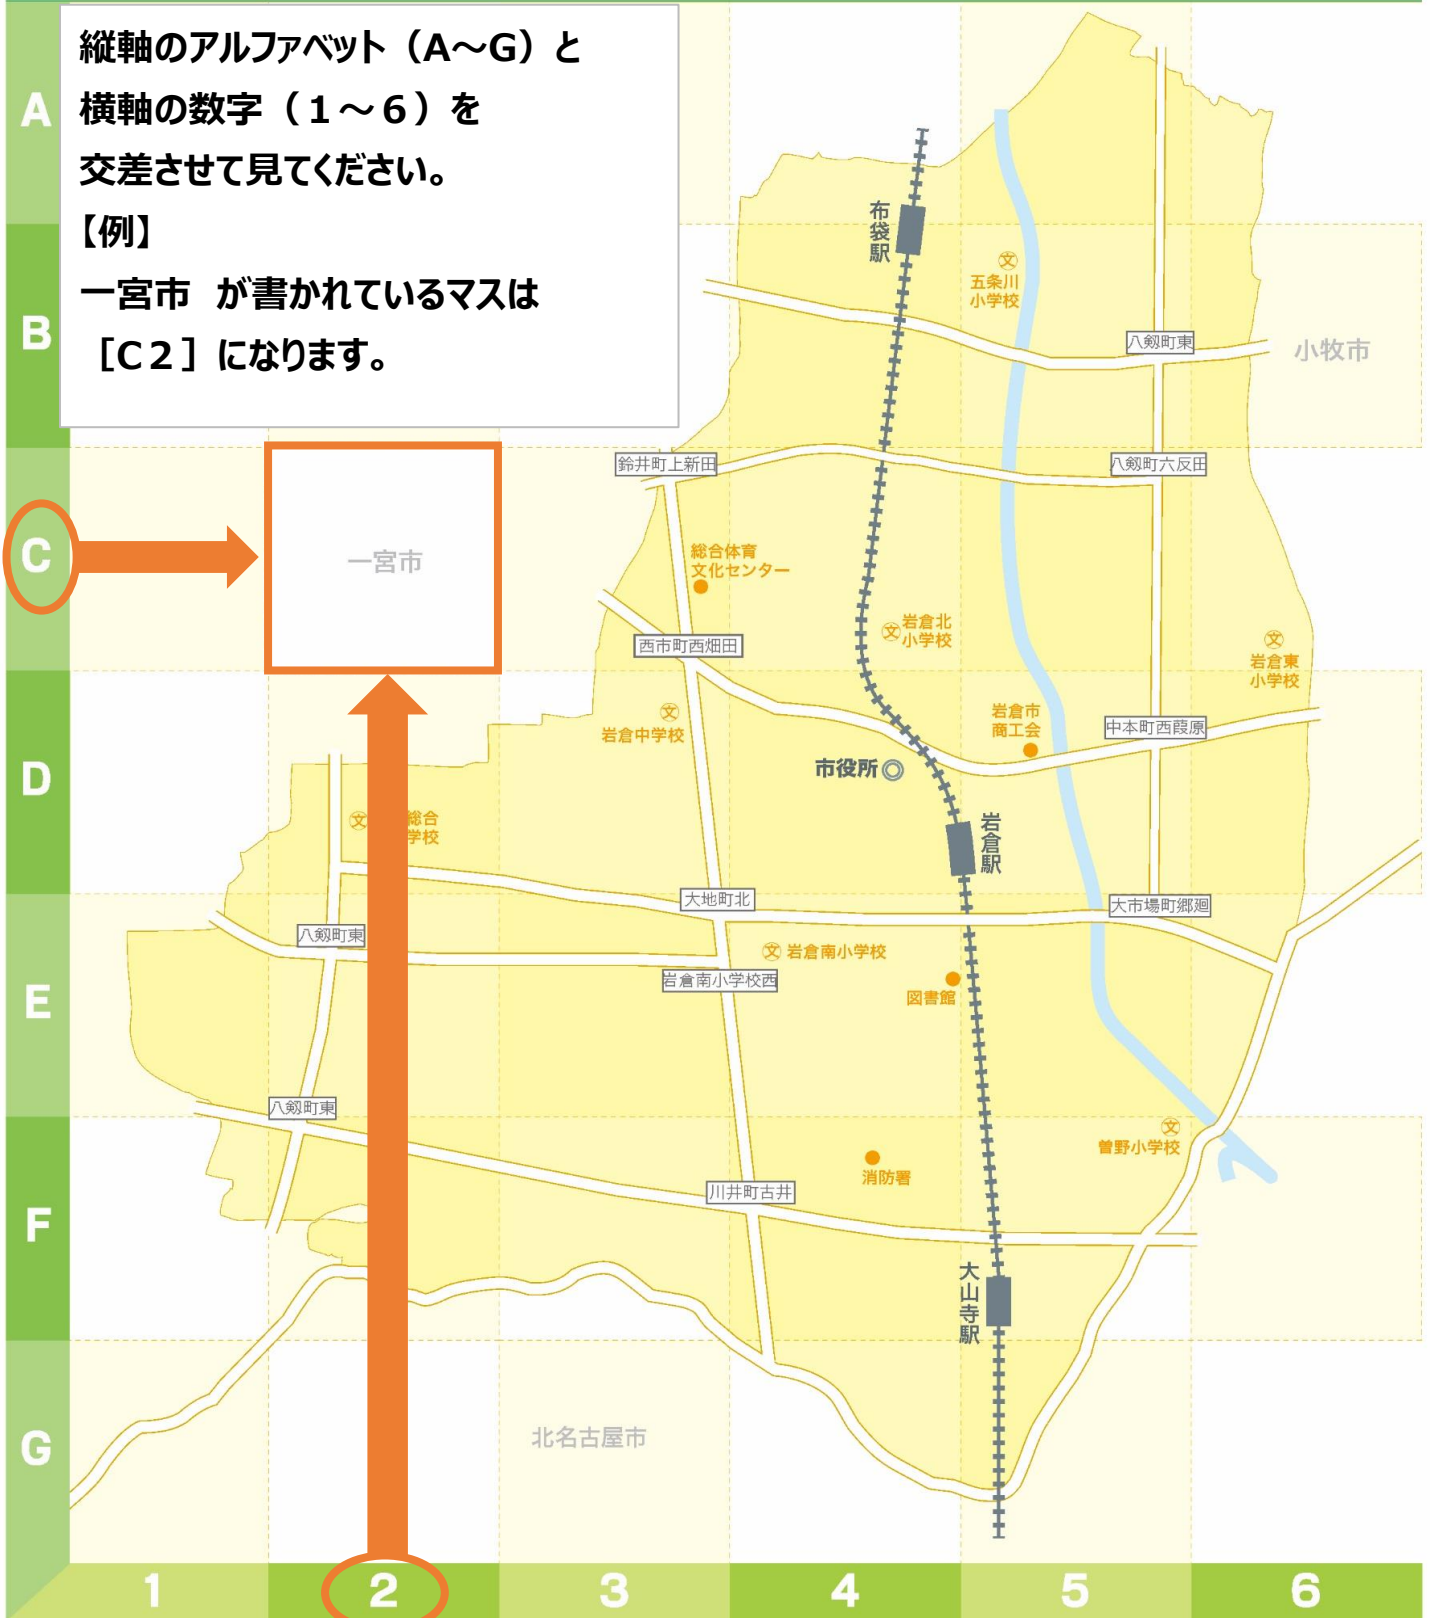 縦軸のアルファベット（A～G）と
横軸の数字（１～６）を
交差させて見てください。
【例】
一宮市　が書かれているマスは
［C２］になります。
A
B
C
D
E
F
G
布袋駅
五条川
小学校
八剱町東
小牧市
鈴井町上新田
八剱町六反田
一宮市
総合体育
文化センター
文
岩倉北
小学校
西市町西畑田
文
岩倉東
小学校
文
岩倉中学校
岩倉市
商工会
中本町西葭原
市役所
文
総合
学校
岩倉駅
大地町北
大市場町郷廻
八剱町東
文 岩倉南小学校
岩倉南小学校西
図書館
八剱町東
文
曽野小学校
消防署
川井町古井
大山寺駅
北名古屋市
1
2
3
4
5
6
文